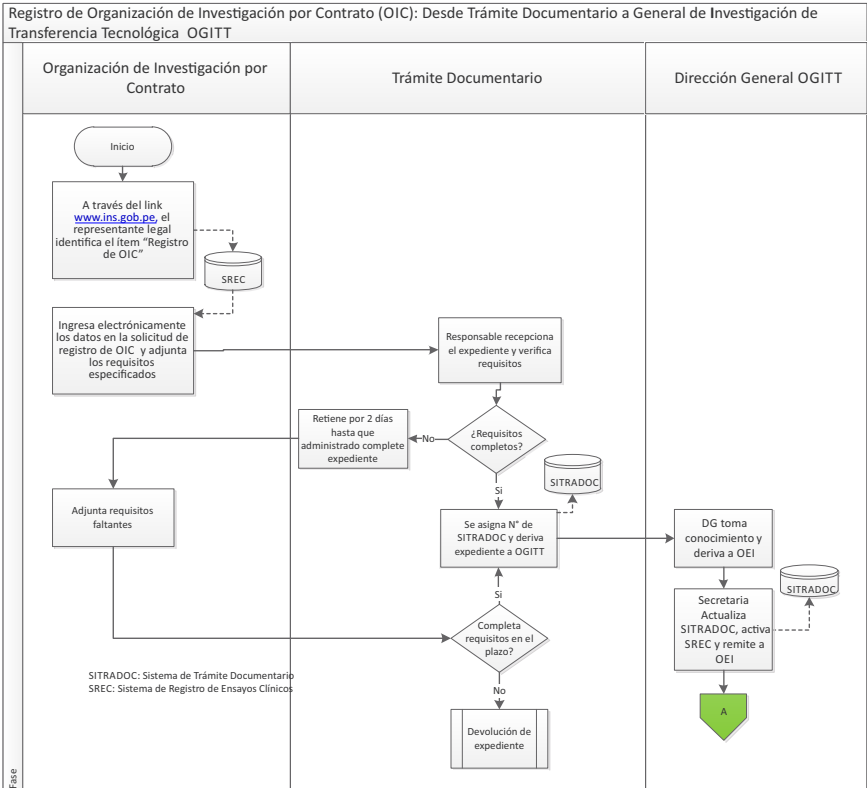 Registro de Organización de Investigación por Contrato (OIC): Desde Trámite Documentario a General de Investigación de
Transferencia Tecnológica OGITT
Organización de Investigación por
Contrato
Trámite Documentario
Dirección General OGITT
Inicio
A través del link
www.ins.gob.pe, el
representante legal
identifica el ítem “Registro
de OIC”
SREC
Ingresa electrónicamente
los datos en la solicitud de
registro de OIC y adjunta
los requisitos
especificados
Responsable recepciona
el expediente y verifica
requisitos
¿Requisitos
completos?
No
Retiene por 2 días
hasta que
administrado complete
expediente
Si
SITRADOC
Adjunta requisitos
faltantes
Se asigna N° de
SITRADOC y deriva
expediente a OGITT
DG toma
conocimiento y
deriva a OEI
SITRADOC
Secretaria
Actualiza
SITRADOC, activa
SREC y remite a
OEI
Si
Completa
requisitos en el
plazo?
No
SITRADOC: Sistema de Trámite Documentario
SREC: Sistema de Registro de Ensayos Clínicos
Devolución de
expediente
A
Fase